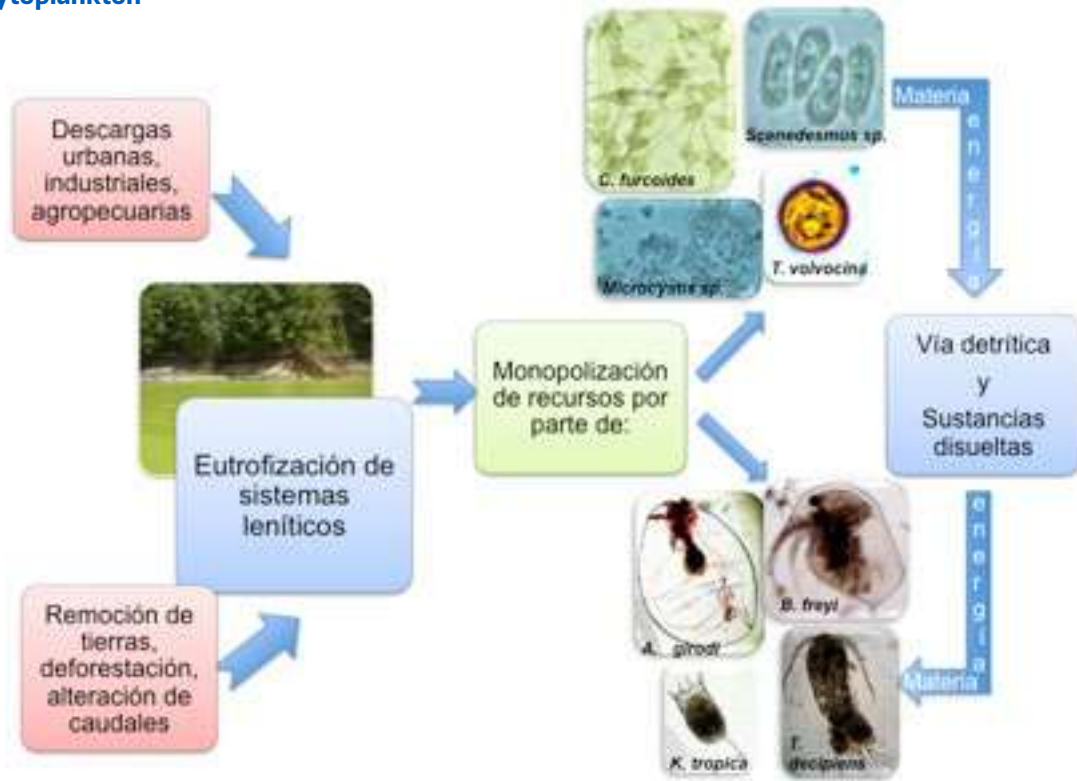 Descargas
urbanas,
industriales,
agropecuarias
Eutrofización de
sistemas
leníticos
Remoción de
tierras,
deforestación,
alteración de
caudales
Monopolización
de recursos por
parte de:
C. furcoides
Scenedesmus sp.
Microcystis sp.
T. volvocina
Materia
energía
Vía detrítica
y
Sustancias
disueltas
energía
Materia
A. girodi
B. freyi
K. tropica
T.
decipiens